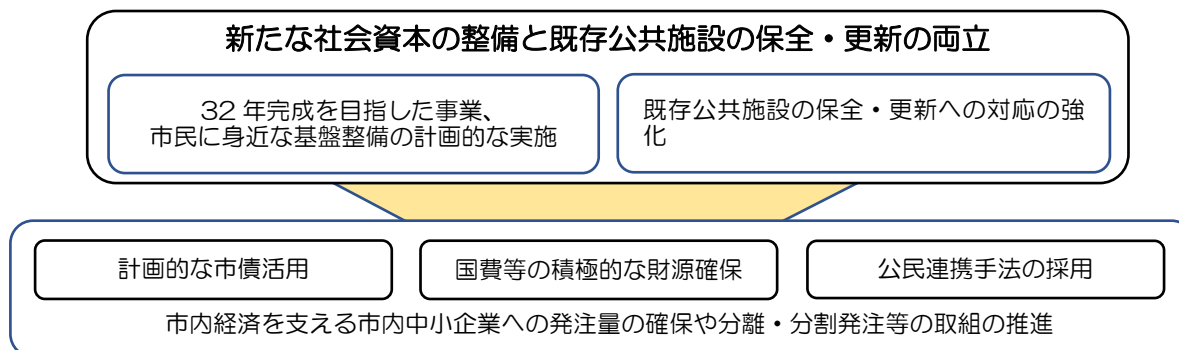 新たな社会資本の整備と既存公共施設の保全・更新の両立
32 年完成を目指した事業、
市民に身近な基盤整備の計画的な実施
既存公共施設の保全・更新への対応の強
化
計画的な市債活用
国費等の積極的な財源確保
公民連携手法の採用
市内経済を支える市内中小企業への発注量の確保や分離・分割発注等の取組の推進